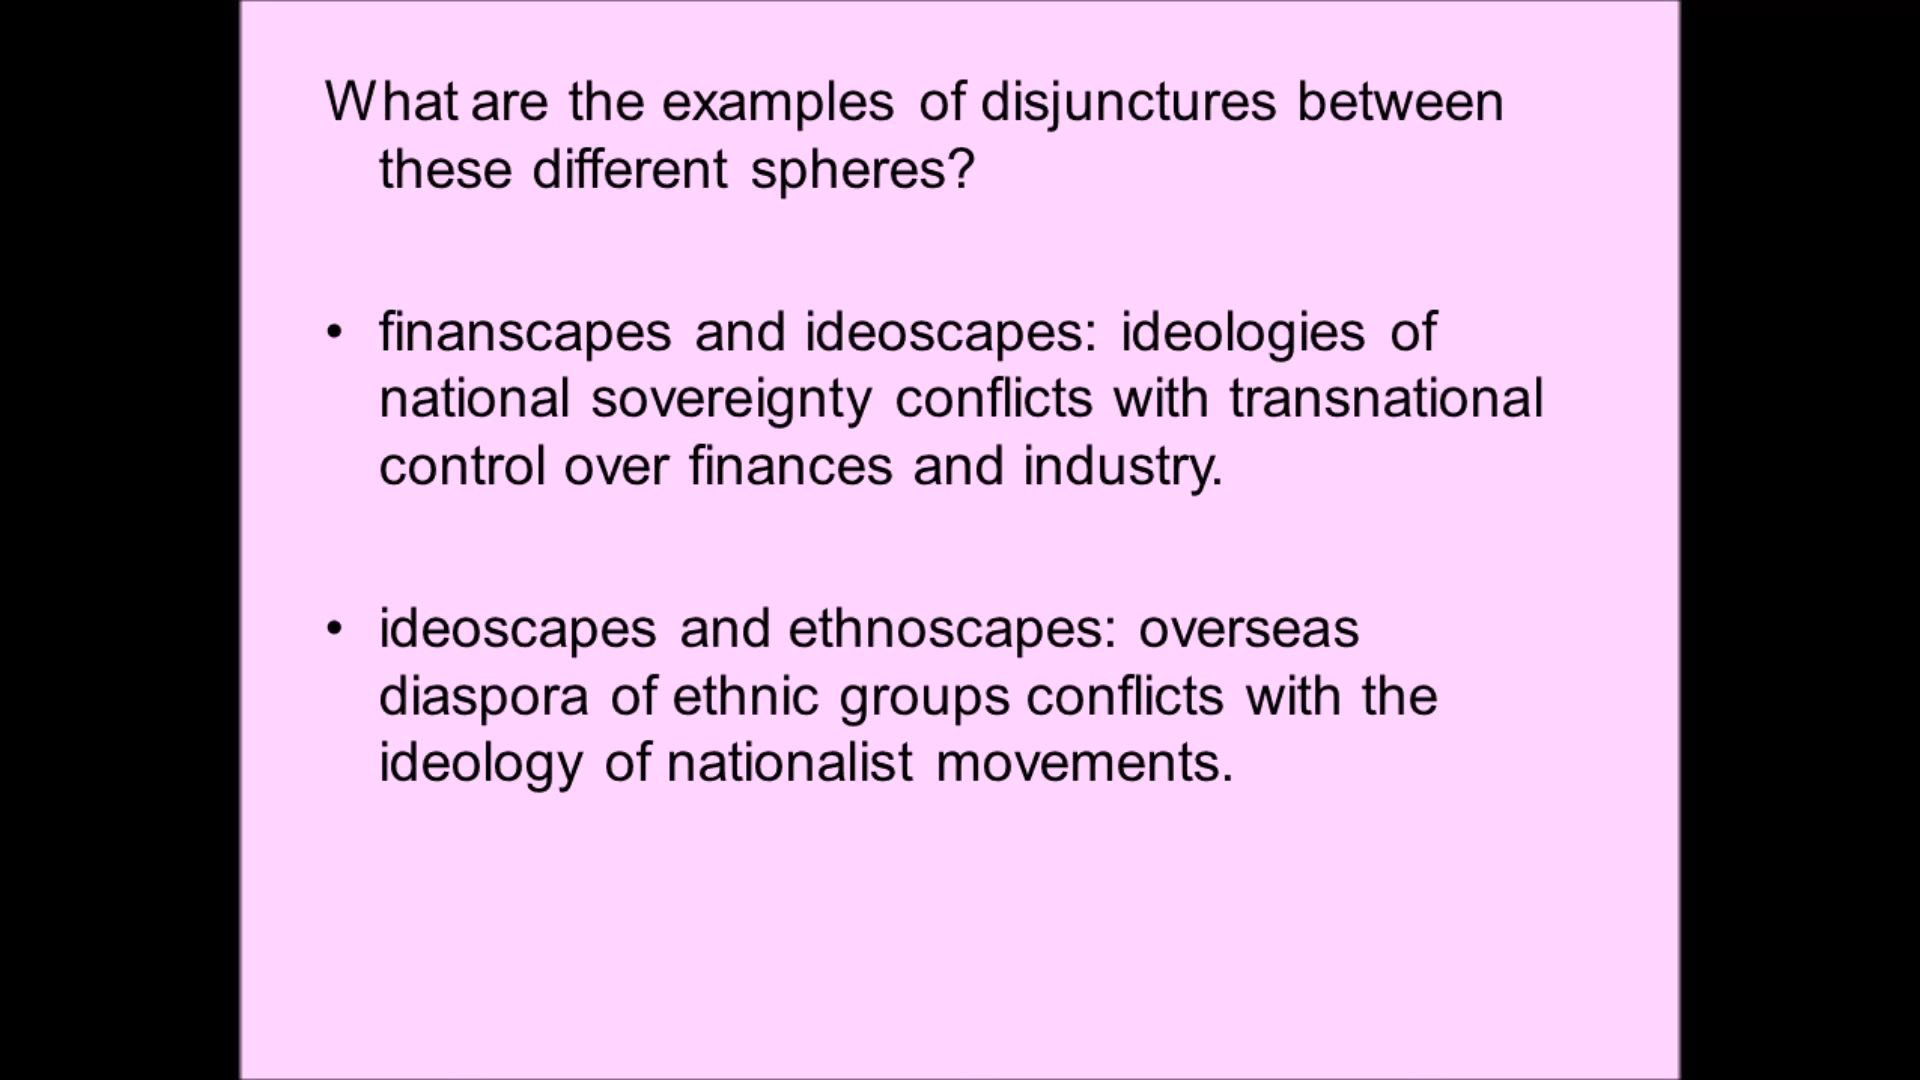 What are the examples of disjunctures between
these different spheres?
• finanscapes and ideoscapes: ideologies of
national sovereignty conflicts with transnational
control over finances and industry.
• ideoscapes and ethnoscapes: overseas
diaspora of ethnic groups conflicts with the
ideology of nationalist movements.